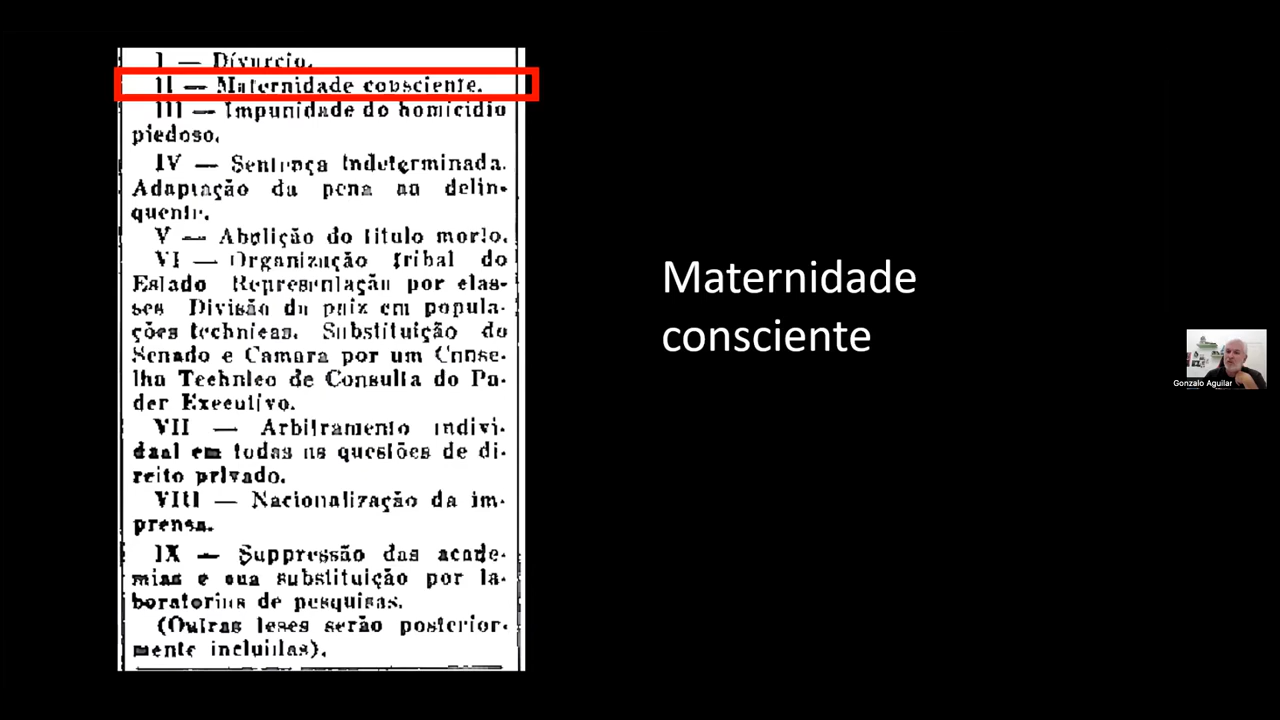 I — Divorcio.
II — Maternidade consciente.
III — Impunidade do homicidio
piedoso.
IV — Sentença indeterminada.
Adaptação da pena ao delin-
quente.
V — Abolição do titulo morto.
VI — Organização tribal do
Estado Representação por clas-
ses Divisão do paiz em popula-
ções technicas. Substituição do
Senado e Camara por um Conse-
lho Technico de Consulta do Po-
der Executivo.
VII — Arbitramento indivi-
dual em todas as questões de di-
reito privado.
VIII — Nacionalização da im-
prensa.
IX — Suppressão das acade-
mias e sua substituição por la-
boratorios de pesquisas.
(Outras teses serão posterior-
mente incluidas).
Maternidade
consciente
Gonzalo Aguilar